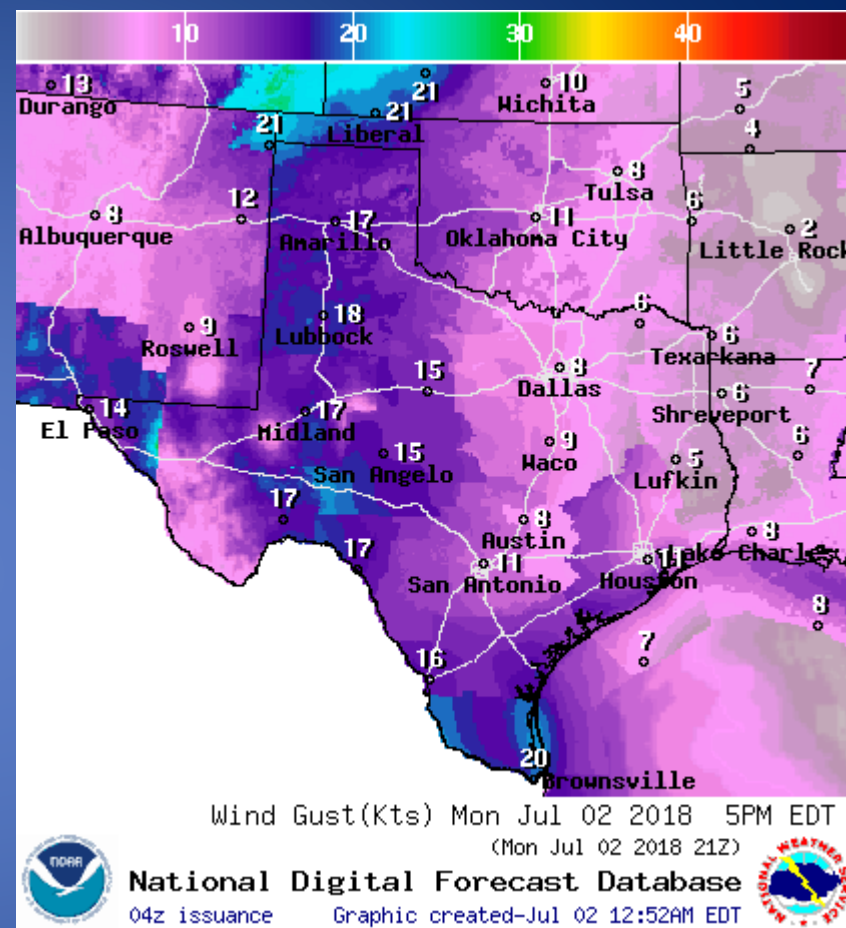 10 20 30 40
13 Durango
21
21 Liberal
10 Wichita
5
4
21
8 Tulsa
8 Albuquerque
12
17 Amarillo
11 Oklahoma City
6
2 Little Rock
9 Roswell
18 Lubbock
6
6 Texarkana
15
8 Dallas
6 Shreveport
7
14 El Paso
17 Midland
15 San Angelo
9 Waco
5 Lufkin
6
17
8 Austin
8
17
11 San Antonio
11 Houston
Lake Charles
8
16
7
20 Brownsville
Wind Gust(Kts) Mon Jul 02 2018 5PM EDT
(Mon Jul 02 2018 21Z)
NOAA
National Digital Forecast Database
04z issuance Graphic created-Jul 02 12:52AM EDT
NATIONAL WEATHER SERVICE